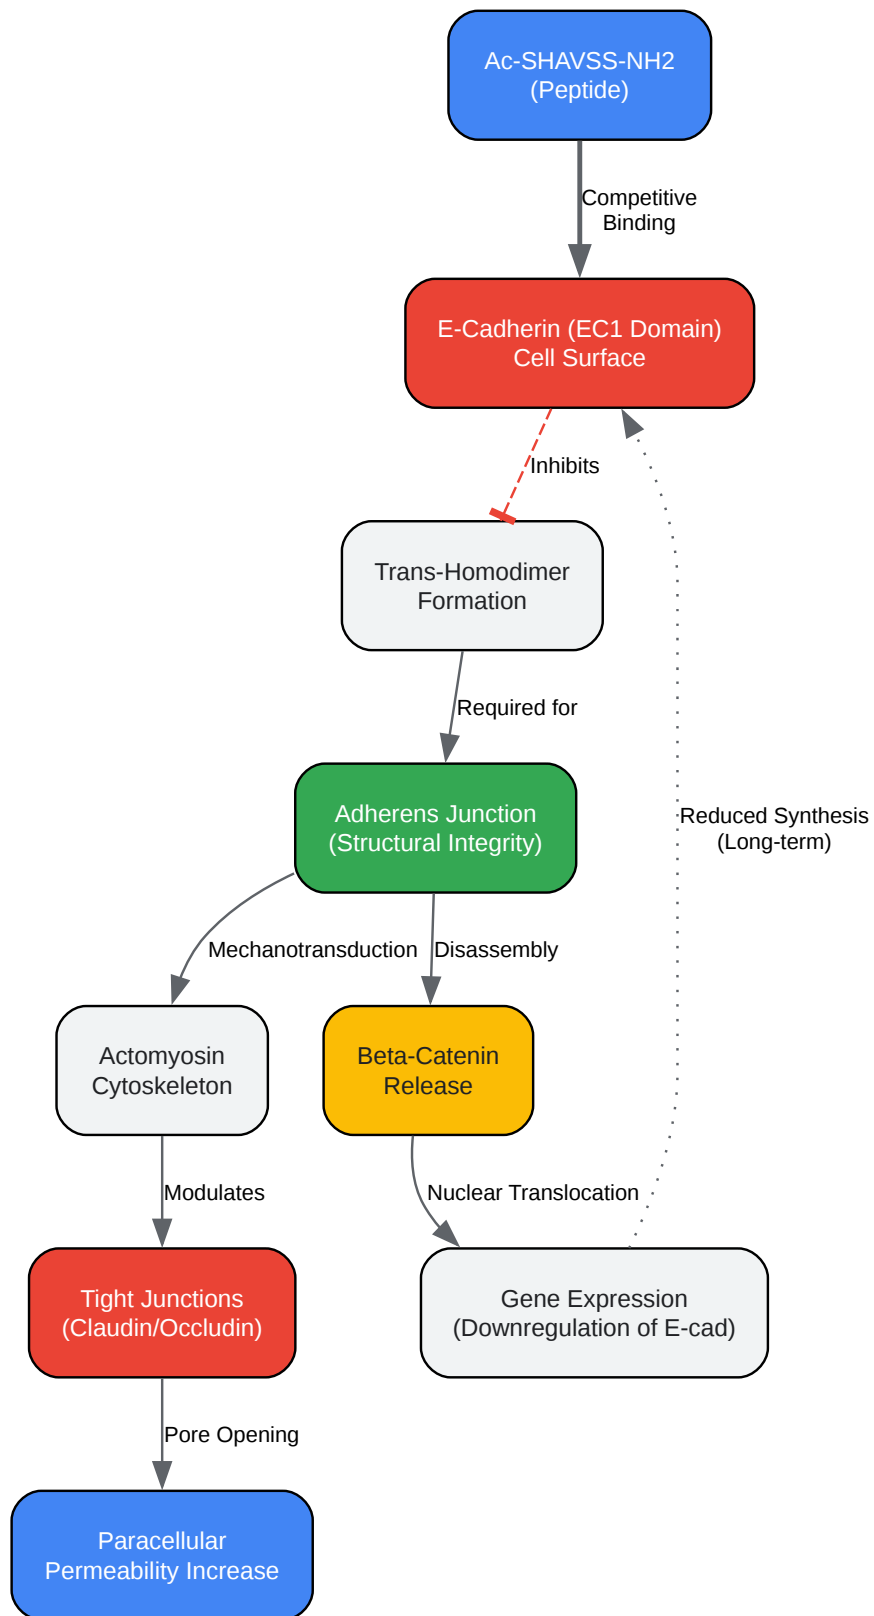 Ac-SHAVSS-NH2
(Peptide)
Competitive
Binding
E-Cadherin (EC1 Domain)
Cell Surface
Inhibits
Trans-Homodimer
Formation
Required for
Adherens Junction
(Structural Integrity)
Reduced Synthesis
(Long-term)
Mechanotransduction
Disassembly
Actomyosin
Cytoskeleton
Beta-Catenin
Release
Modulates
Nuclear Translocation
Tight Junctions
(Claudin/Occludin)
Gene Expression
(Downregulation of E-cad)
Pore Opening
Paracellular
Permeability Increase